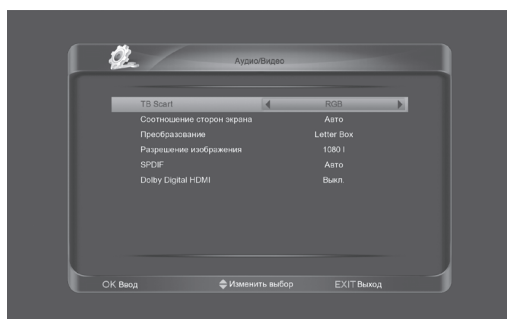 Аудио/Видео
ТВ Scart RGB
Соотношение сторон экрана Авто
Преобразование Letter Box
Разрешение изображения 1080 I
SPDIF Авто
Dolby Digital HDMI Выкл.
OK Ввод Изменить выбор EXIT Выход